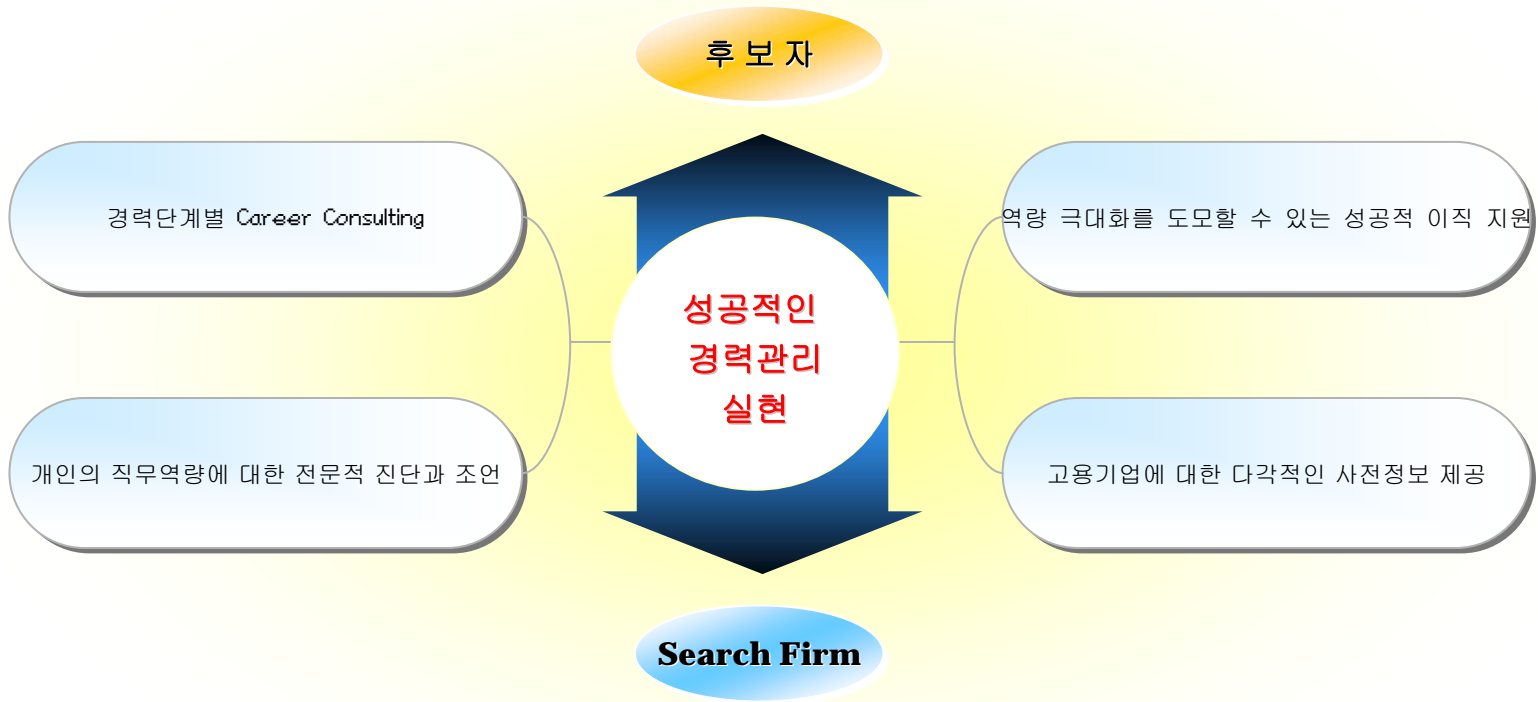 후 보 자
경력단계별 Career Consulting
역량 극대화를 도모할 수 있는 성공적 이직 지원
성공적인
경력관리
실현
개인의 직무역량에 대한 전문적 진단과 조언
고용기업에 대한 다각적인 사전정보 제공
Search Firm